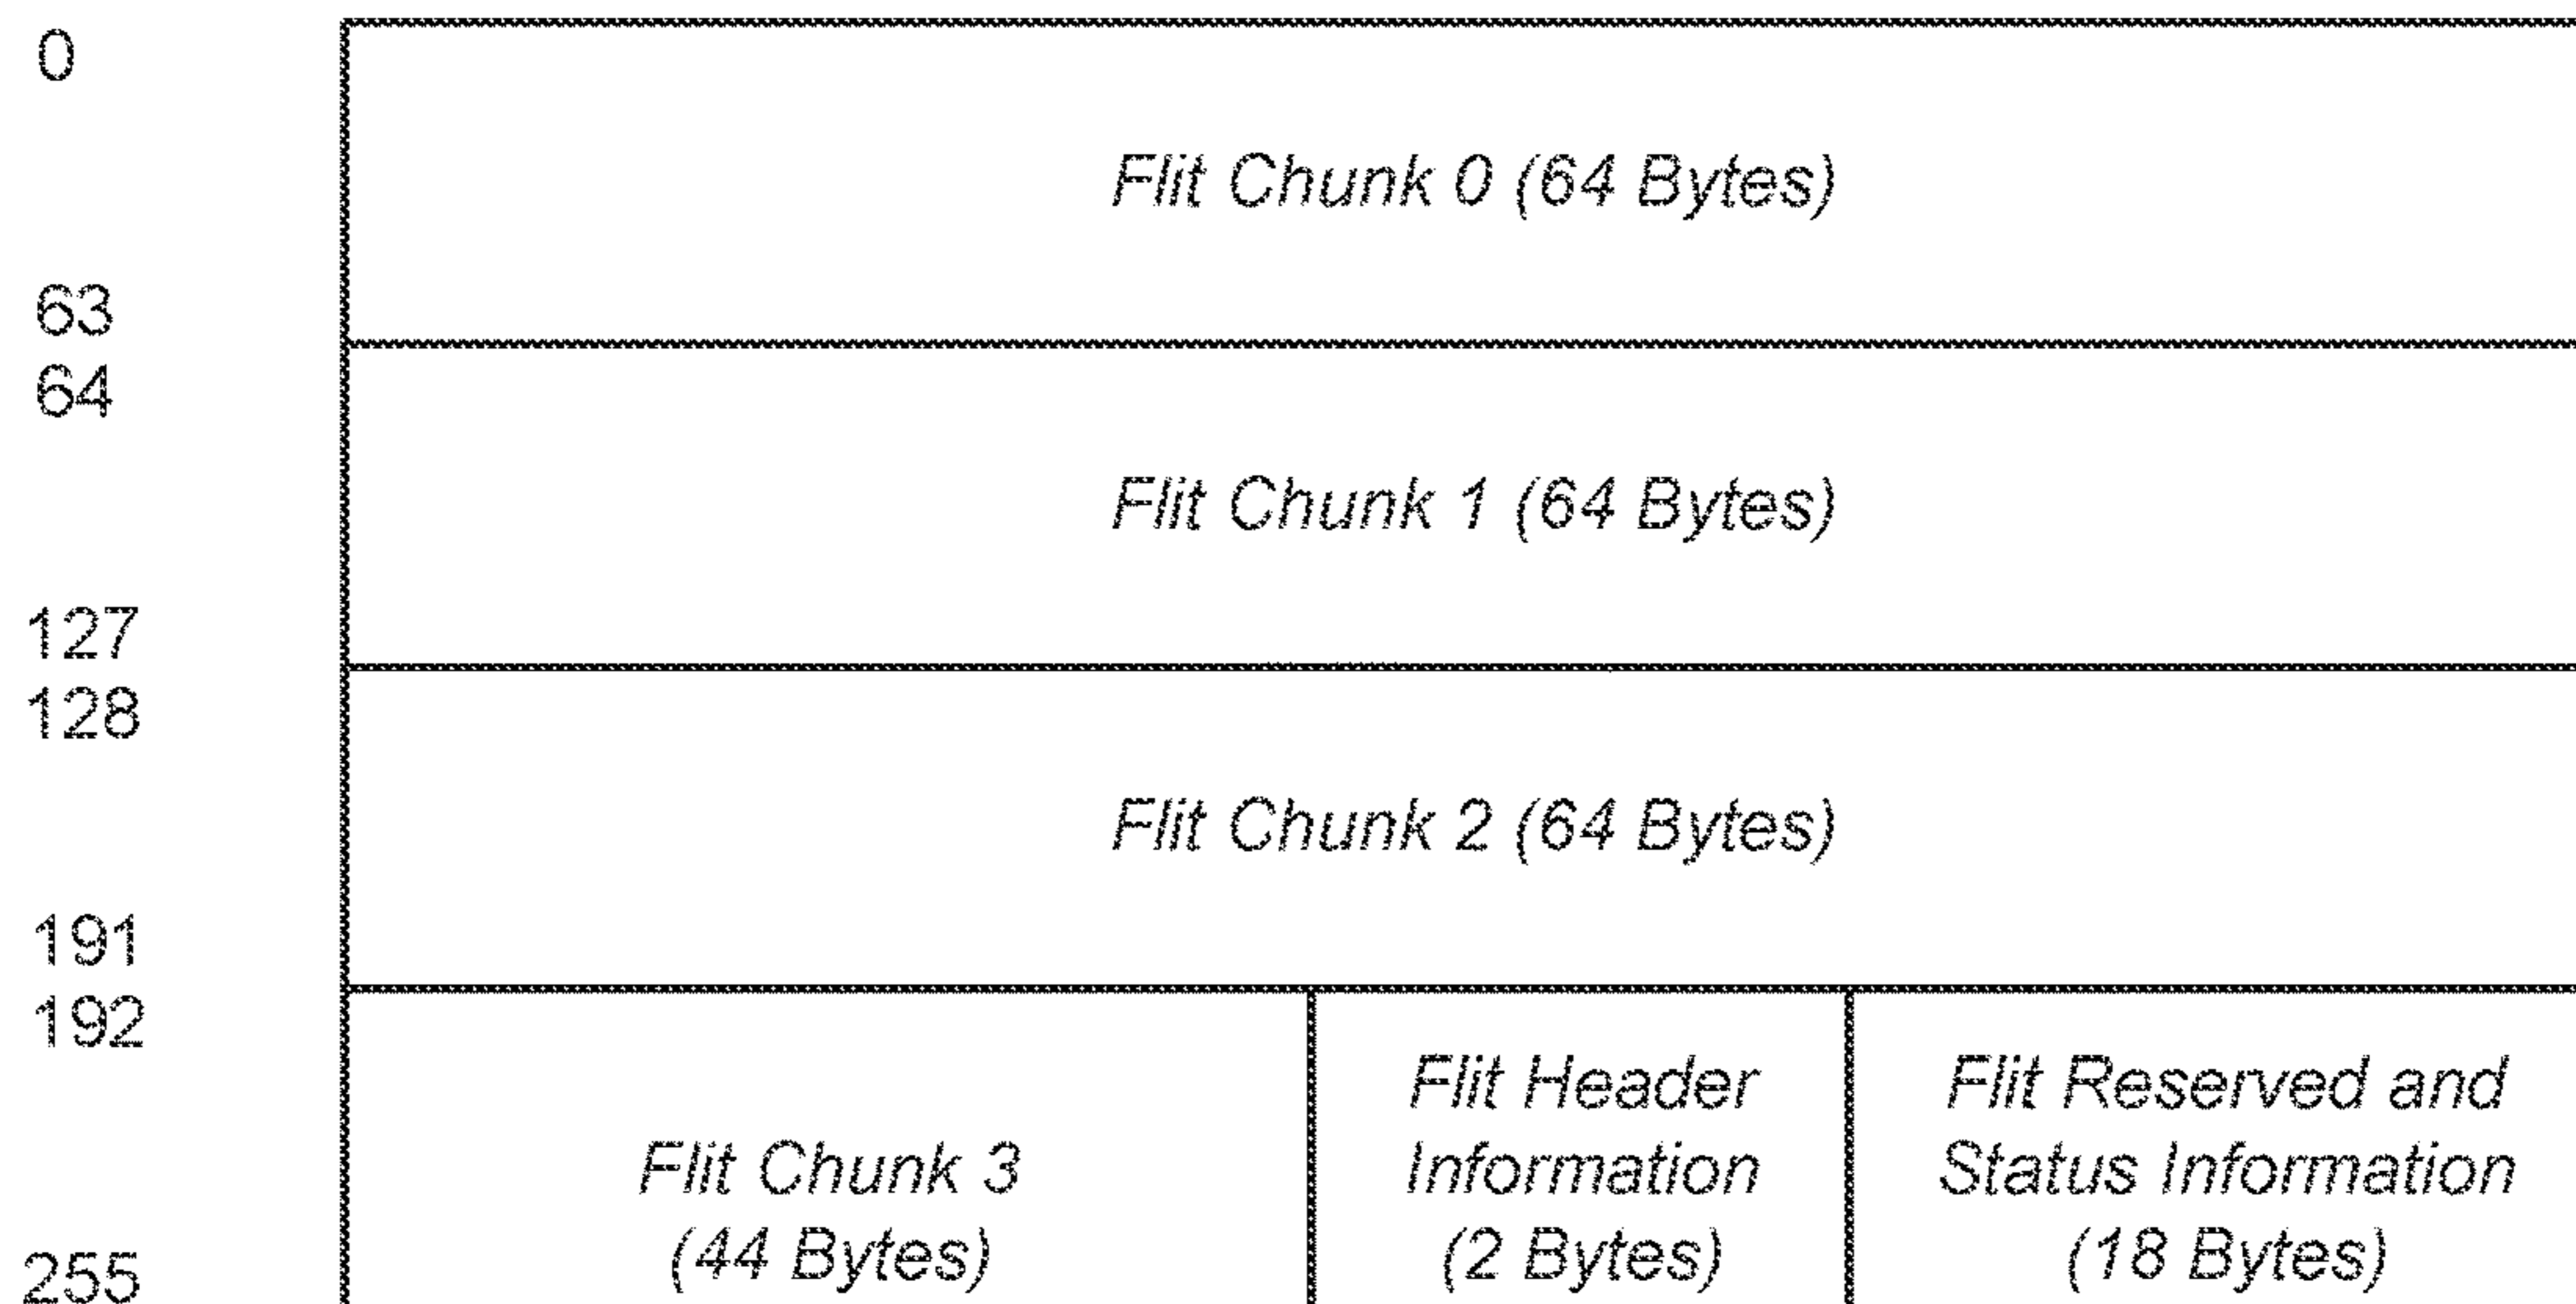 0
Flit Chunk 0 (64 Bytes)
63
64
Flit Chunk 1 (64 Bytes)
127
128
Flit Chunk 2 (64 Bytes)
191
192
Flit Chunk 3
(44 Bytes)
Flit Header
Information
(2 Bytes)
Flit Reserved and
Status Information
(18 Bytes)
255